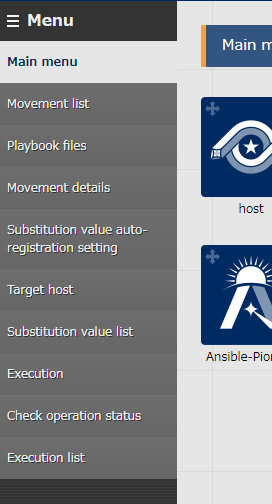 Menu
Main menu
Main m
Movement list
Playbook files
Movement details
Substitution value auto-
registration setting
Target host
Substitution value list
Execution
Check operation status
Execution list
host
Ansible-Pion